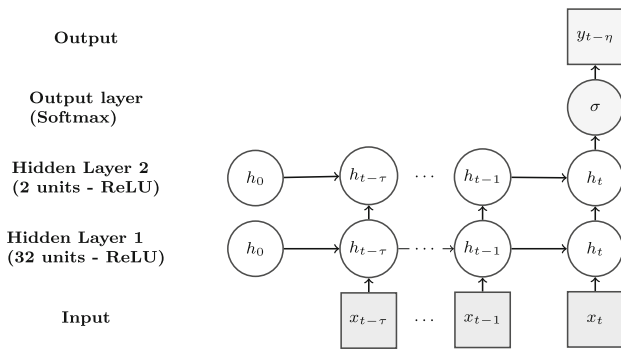 Output
y_{t−η}
Output layer
(Softmax)
σ
Hidden Layer 2
(2 units - ReLU)
h_0 h_{t−τ} ... h_{t−1} h_t
Hidden Layer 1
(32 units - ReLU)
h_0 h_{t−τ} ... h_{t−1} h_t
Input
x_{t−τ} ... x_{t−1} x_t